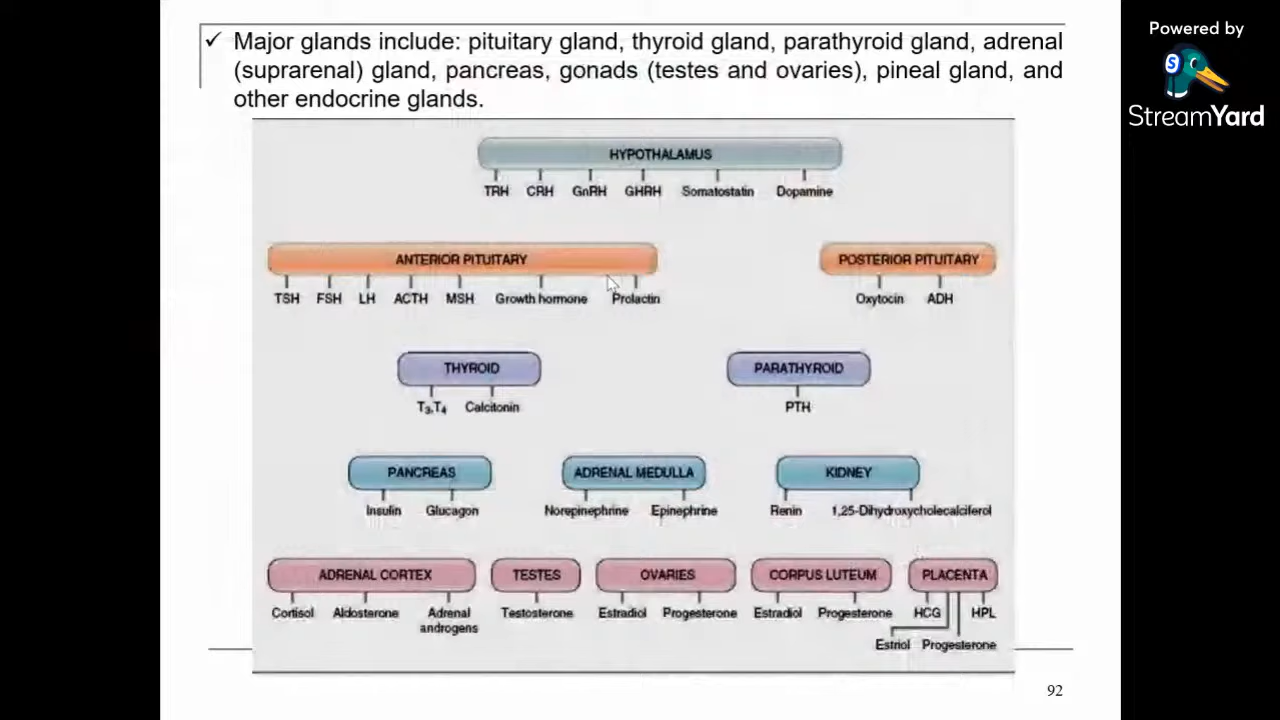 Powered by
StreamYard
✓ Major glands include: pituitary gland, thyroid gland, parathyroid gland, adrenal
(suprarenal) gland, pancreas, gonads (testes and ovaries), pineal gland, and
other endocrine glands.
HYPOTHALAMUS
TRH CRH GnRH GHRH Somatostatin Dopamine
ANTERIOR PITUITARY POSTERIOR PITUITARY
TSH FSH LH ACTH MSH Growth hormone Prolactin Oxytocin ADH
THYROID PARATHYROID
T₃,T₄ Calcitonin PTH
PANCREAS ADRENAL MEDULLA KIDNEY
Insulin Glucagon Norepinephrine Epinephrine Renin 1,25-Dihydroxycholecalciferol
ADRENAL CORTEX TESTES OVARIES CORPUS LUTEUM PLACENTA
Cortisol Aldosterone Adrenal Testosterone Estradiol Progesterone Estradiol Progesterone HCG HPL
androgens
Estriol Progesterone
92